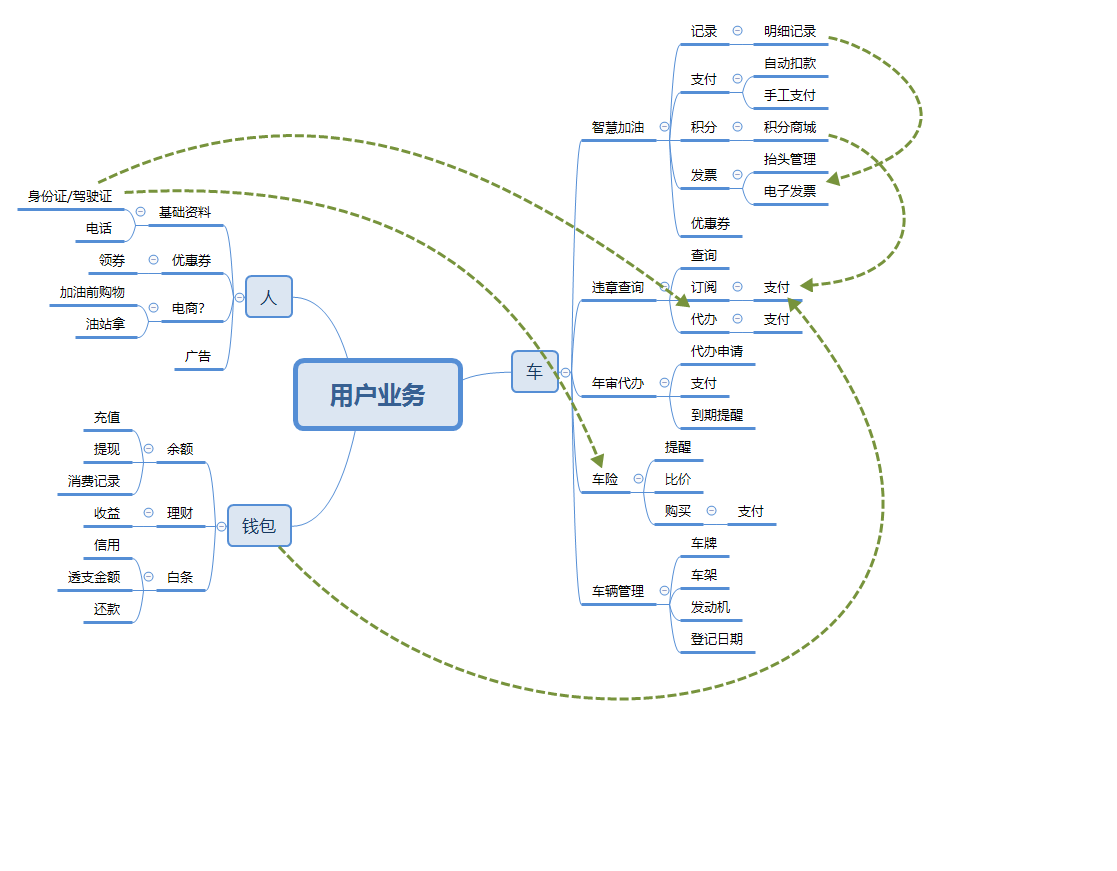 用户业务
人
基础资料
身份证/驾驶证
电话
优惠券
领券
电商?
加油前购物
油站拿
广告
钱包
余额
充值
提现
消费记录
理财
收益
白条
信用
透支金额
还款
车
智慧加油
记录
明细记录
支付
自动扣款
手工支付
积分
积分商城
发票
抬头管理
电子发票
优惠券
违章查询
查询
订阅
支付
代办
支付
年审代办
代办申请
支付
到期提醒
车险
提醒
比价
购买
支付
车辆管理
车牌
车架
发动机
登记日期